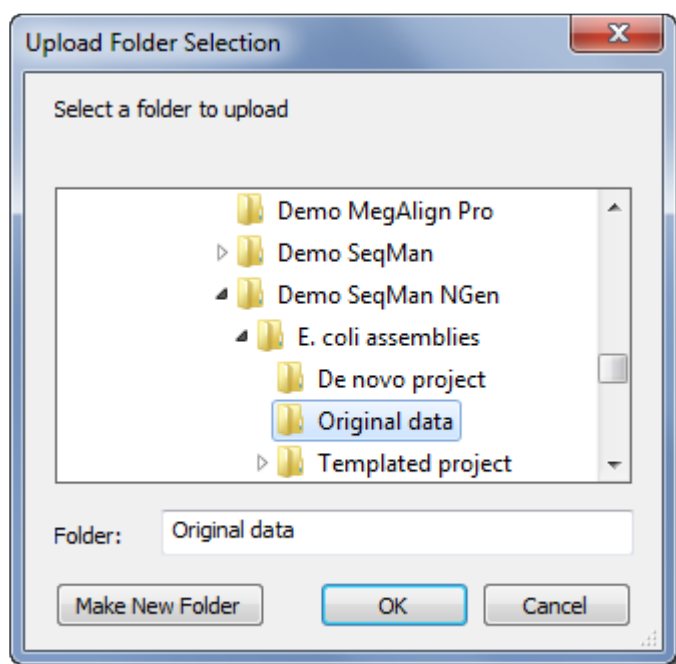 Upload Folder Selection
Select a folder to upload
Demo MegAlign Pro
Demo SeqMan
Demo SeqMan NGen
E. coli assemblies
De novo project
Original data
Templated project
Folder: Original data
Make New Folder OK Cancel